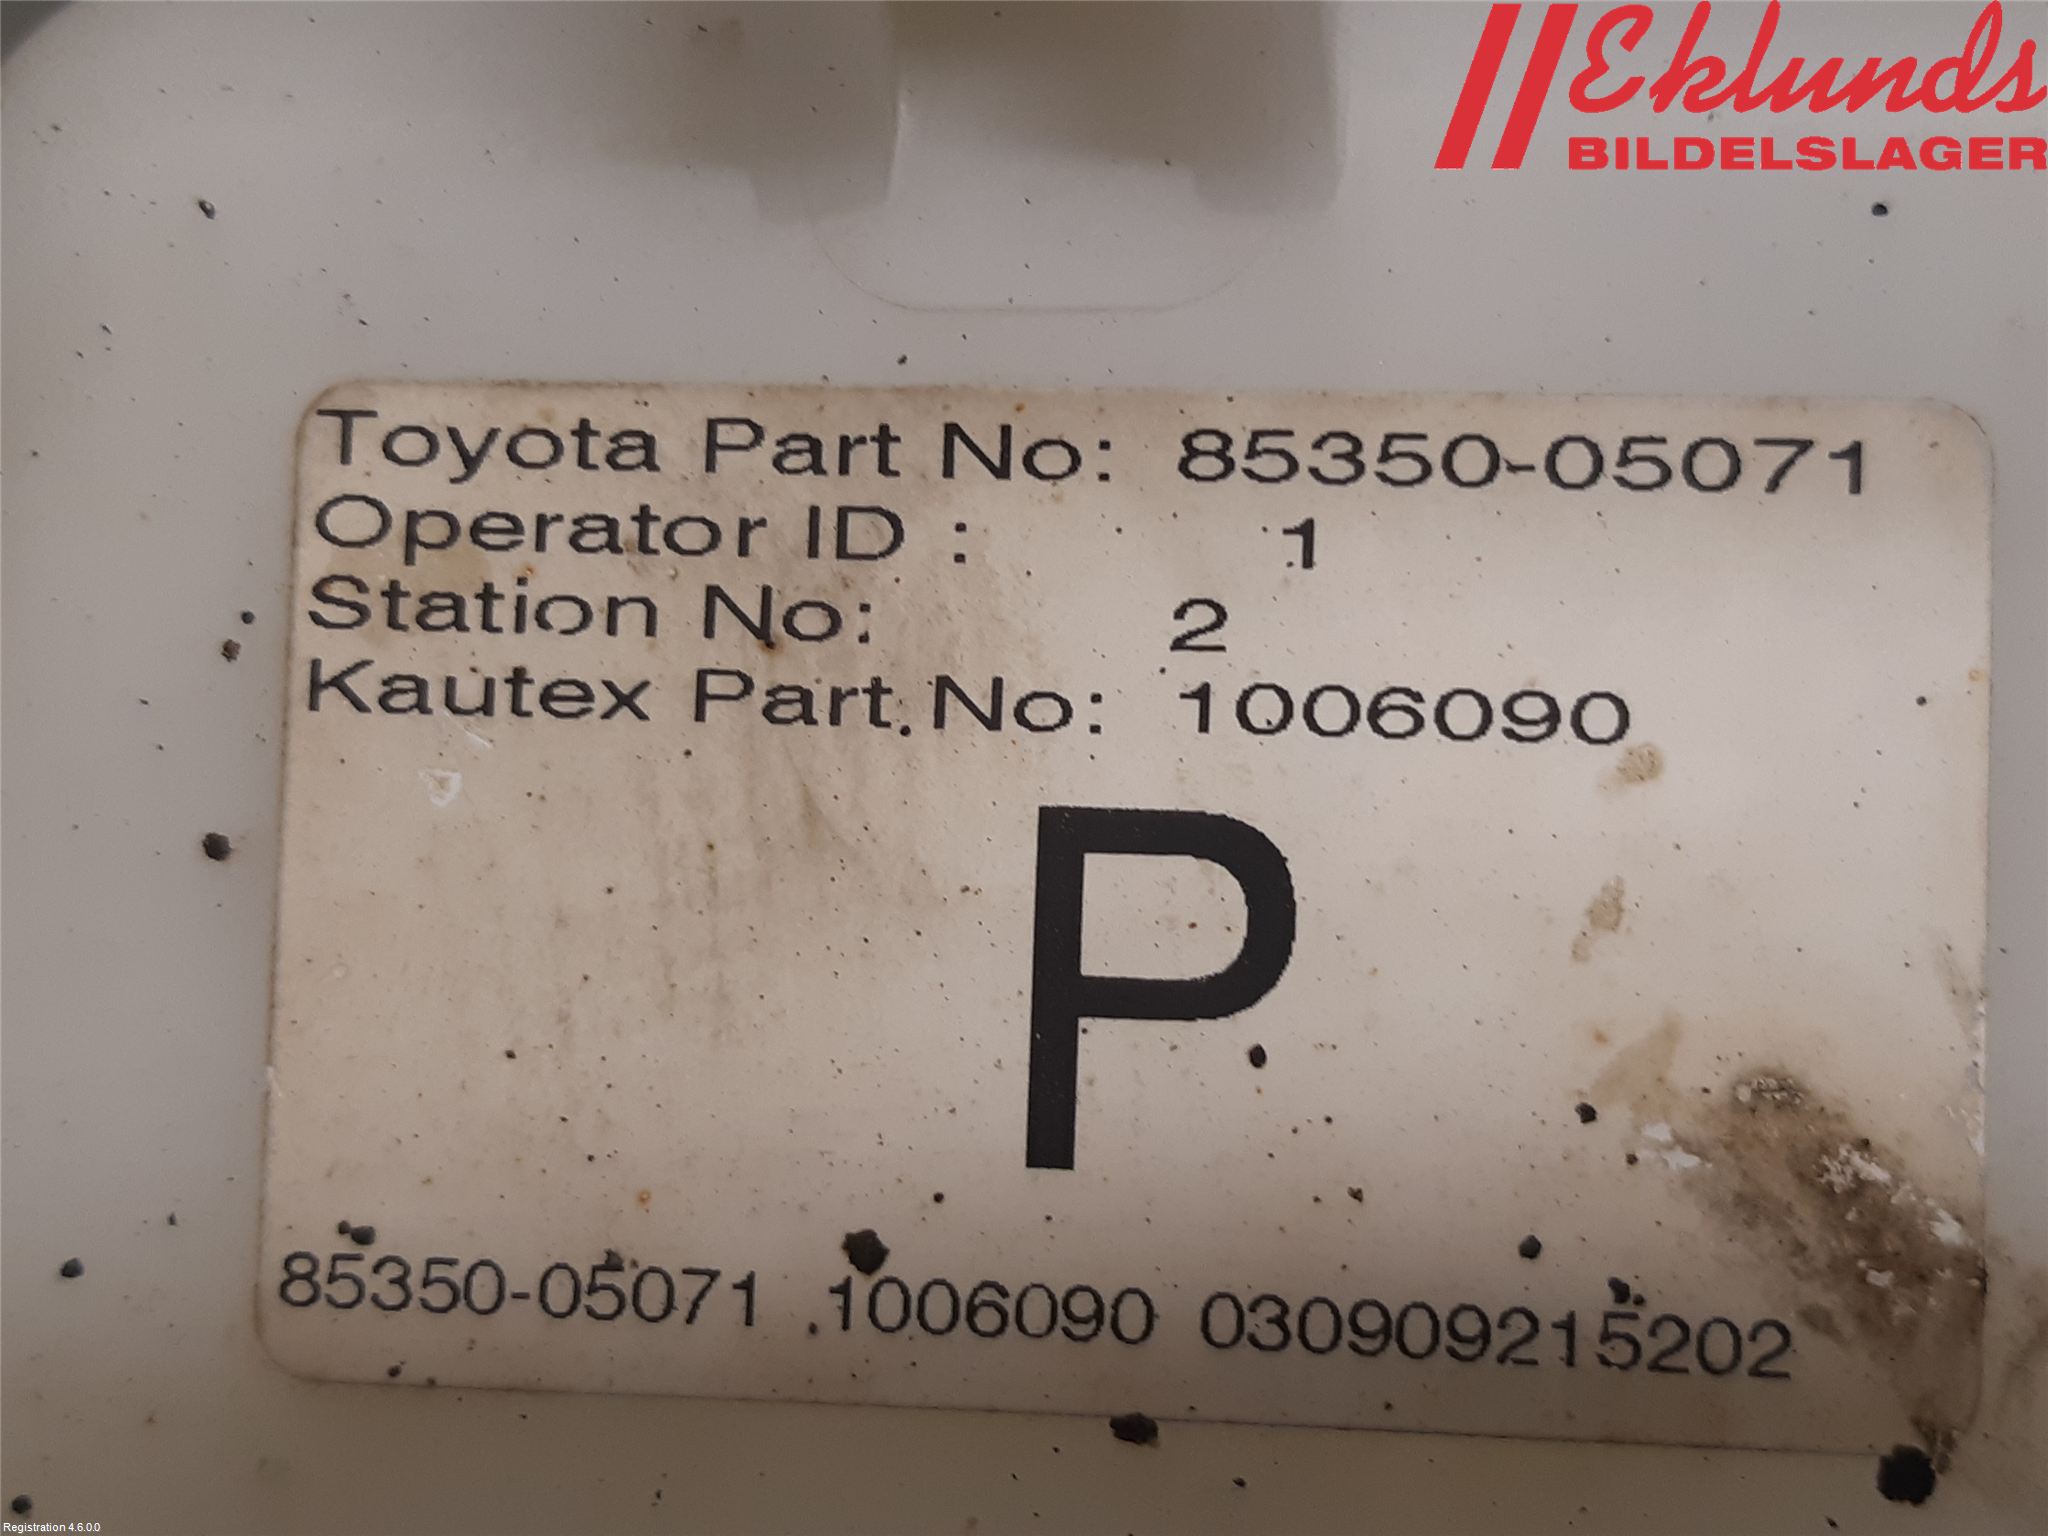 Eklunds
BILDELSLAGER
Toyota Part No: 85350-05071
Operator ID : 1
Station No: 2
Kautex Part No: 1006090
P
85350-05071 1006090 030909215202
Registration 4.6.0.0